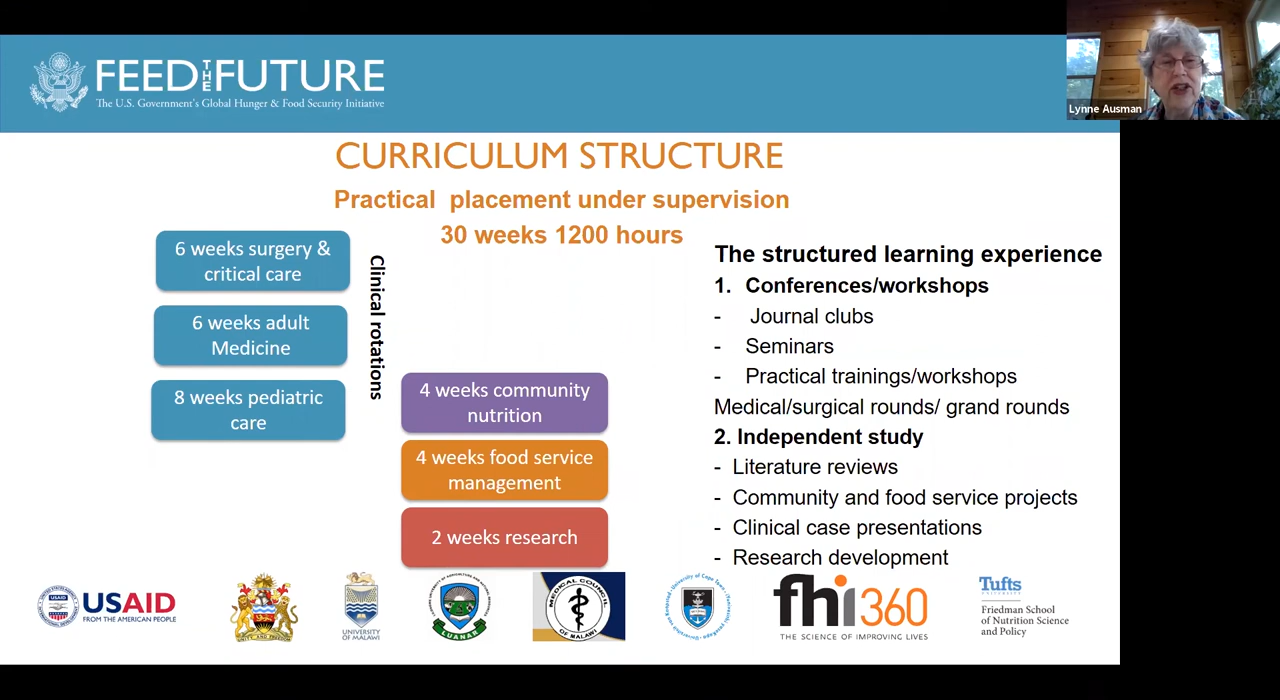 FEED THE FUTURE
The U.S. Government's Global Hunger & Food Security Initiative
Lynne Ausman
CURRICULUM STRUCTURE
Practical placement under supervision
30 weeks 1200 hours
6 weeks surgery &
critical care
6 weeks adult
Medicine
8 weeks pediatric
care
Clinical rotations
4 weeks community
nutrition
4 weeks food service
management
2 weeks research
The structured learning experience
1. Conferences/workshops
- Journal clubs
- Seminars
- Practical trainings/workshops
Medical/surgical rounds/ grand rounds
2. Independent study
- Literature reviews
- Community and food service projects
- Clinical case presentations
- Research development
USAID
FROM THE AMERICAN PEOPLE
UNIVERSITY
OF MALAWI
LUANAR
MEDICAL COUNCIL
OF MALAWI
University of Cape Town
fhi360
THE SCIENCE OF IMPROVING LIVES
Tufts
UNIVERSITY
Friedman School
of Nutrition Science
and Policy